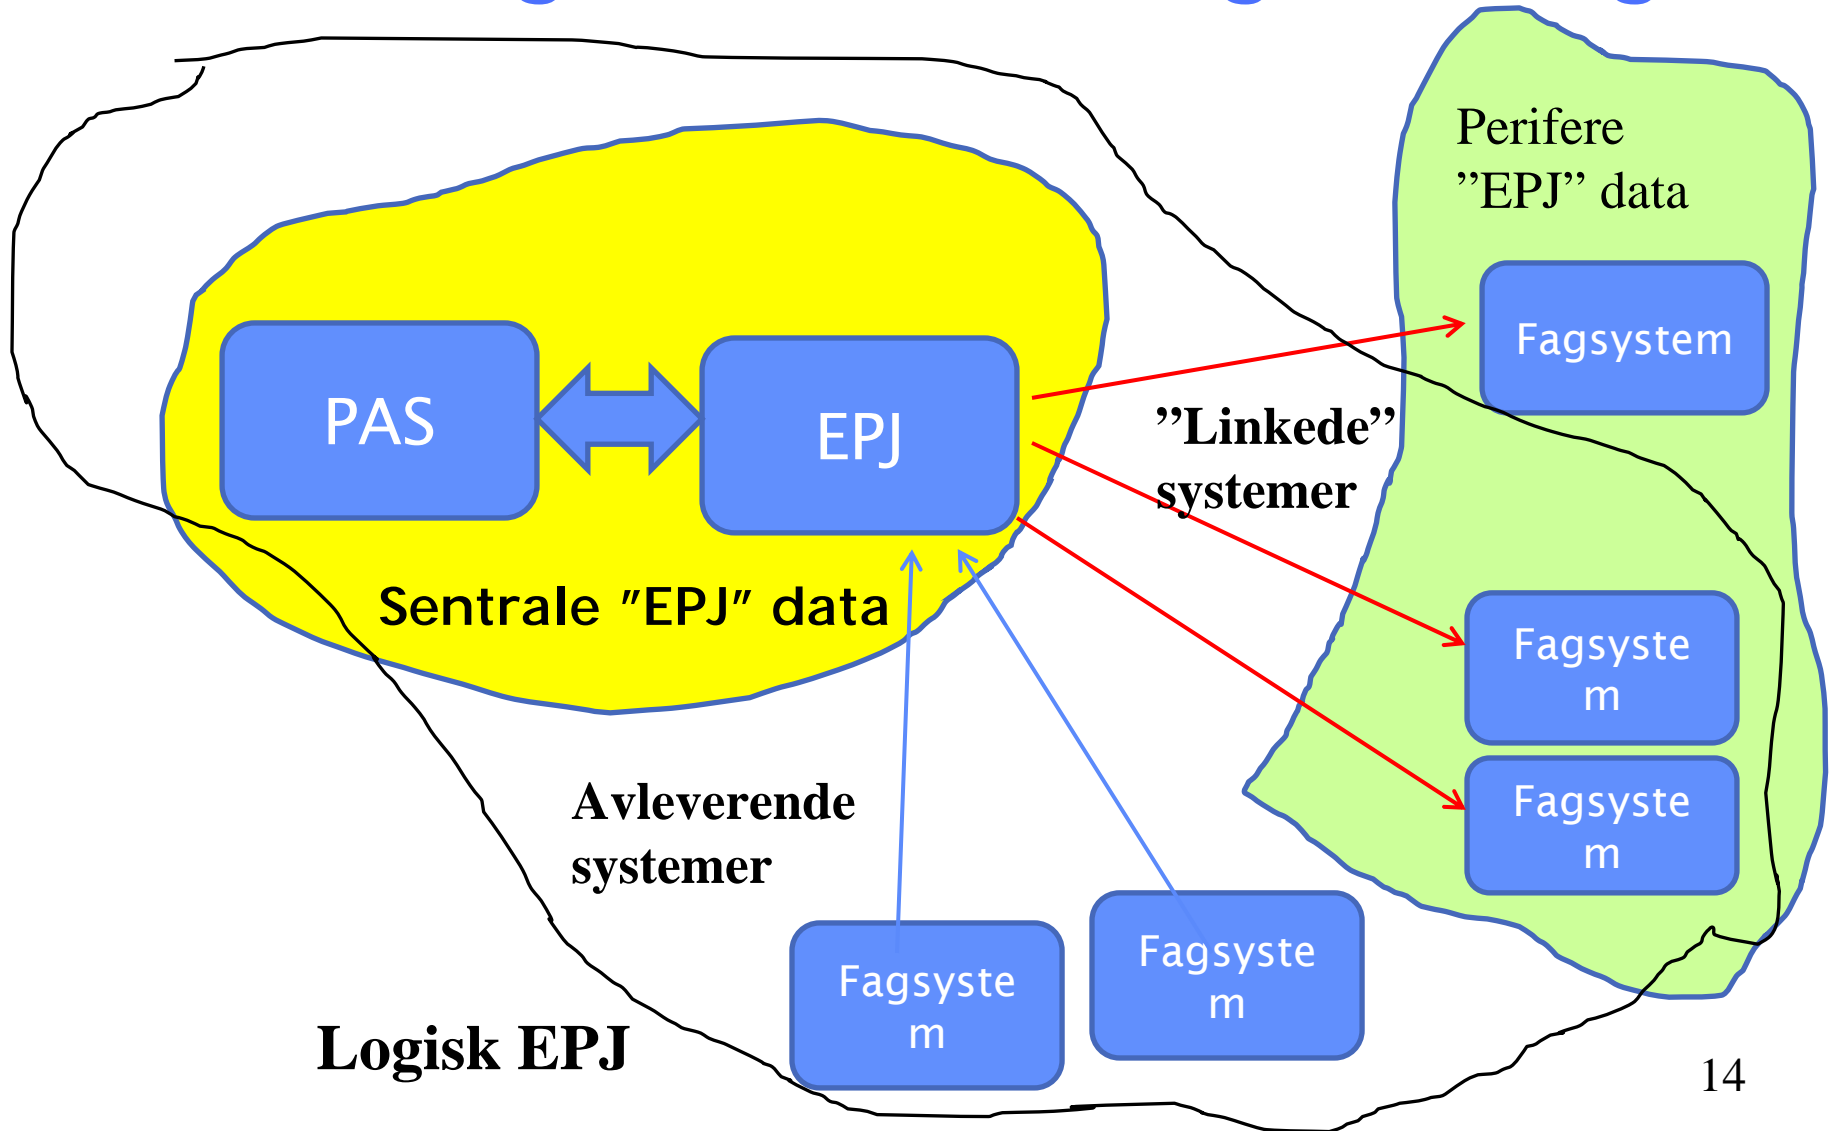 Perifere
”EPJ” data
Fagsystem
PAS
EPJ
”Linkede”
systemer
Sentrale ”EPJ” data
Fagsyste
m
Fagsyste
m
Avleverende
systemer
Fagsyste
m
Fagsyste
m
Logisk EPJ
14